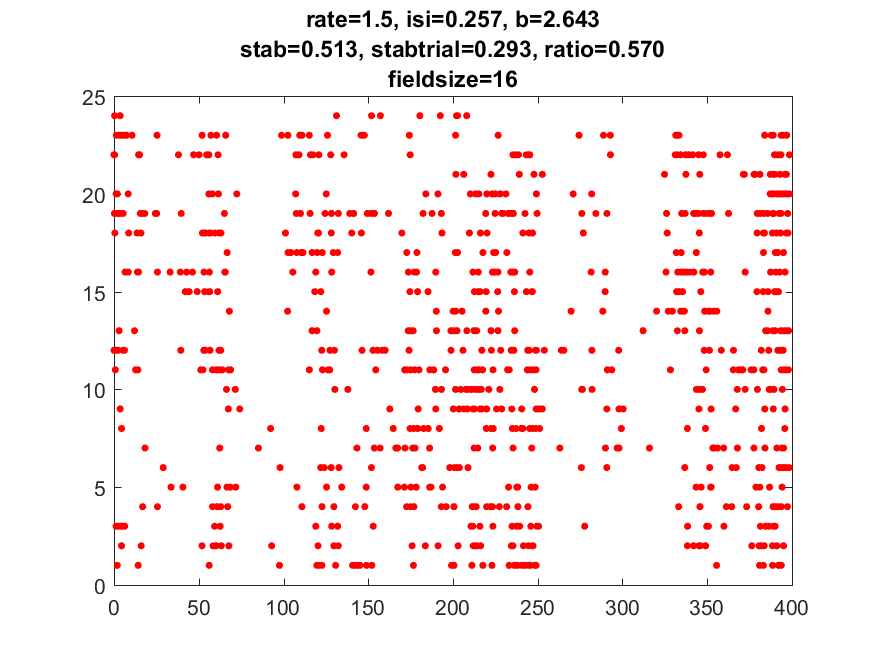 rate=1.5, isi=0.257, b=2.643
stab=0.513, stabtrial=0.293, ratio=0.570
fieldsize=16
25
20
15
10
5
0
0 50 100 150 200 250 300 350 400